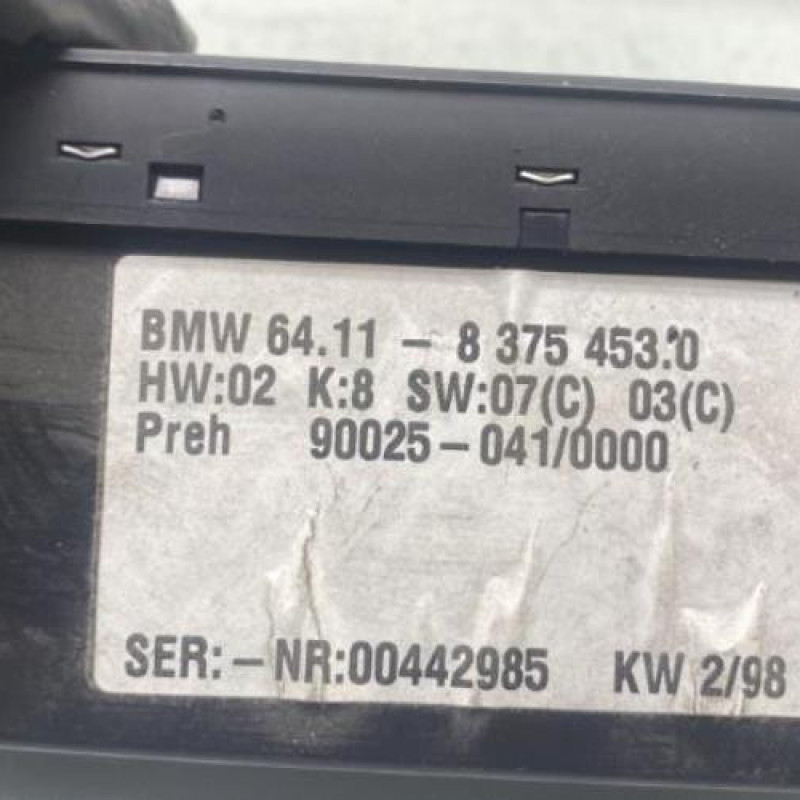 BMW 64.11 - 8 375 453.0
HW:02 K:8 SW:07(C) 03(C)
Preh 90025-041/0000
SER:-NR:00442985 KW 2/98